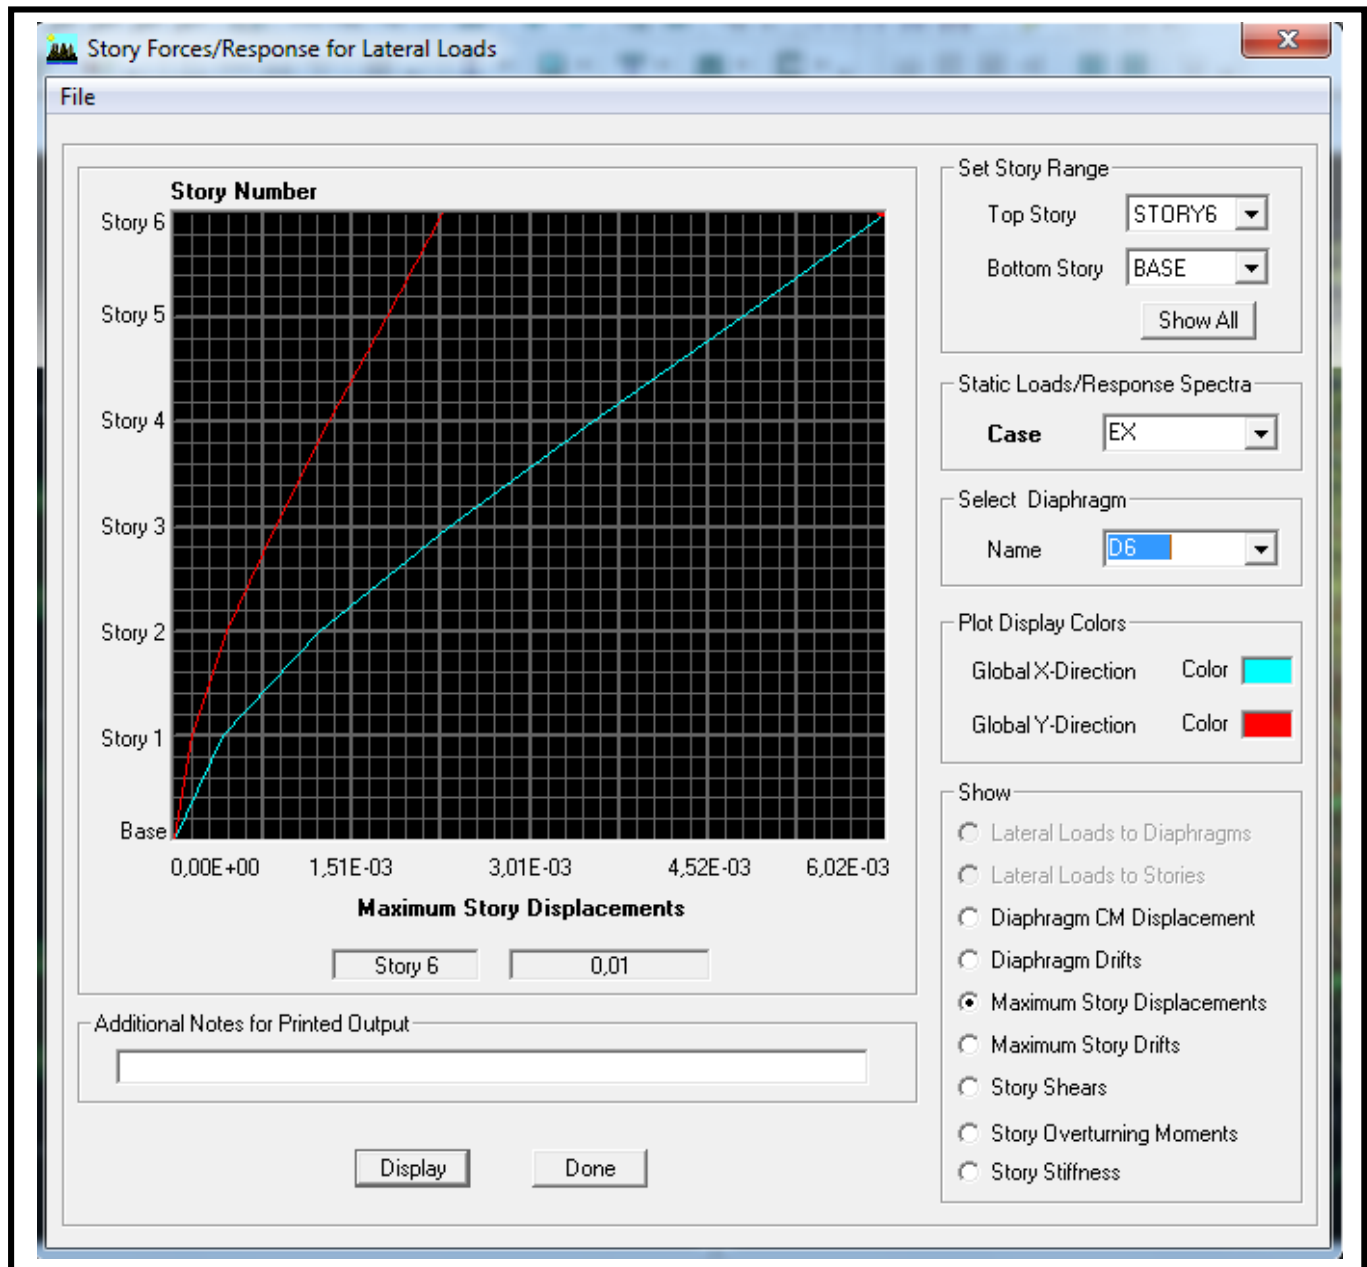 Story Forces/Response for Lateral Loads
File
Story Number
Story 6
Story 5
Story 4
Story 3
Story 2
Story 1
Base
0,00E+00 1,51E-03 3,01E-03 4,52E-03 6,02E-03
Maximum Story Displacements
Story 6 0,01
Additional Notes for Printed Output
Display Done
Set Story Range
Top Story STORY6
Bottom Story BASE
Show All
Static Loads/Response Spectra
Case EX
Select Diaphragm
Name D6
Plot Display Colors
Global X-Direction Color
Global Y-Direction Color
Show
Lateral Loads to Diaphragms
Lateral Loads to Stories
Diaphragm CM Displacement
Diaphragm Drifts
Maximum Story Displacements
Maximum Story Drifts
Story Shears
Story Overturning Moments
Story Stiffness